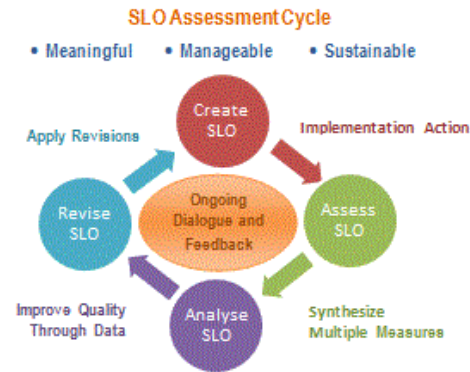 SLO Assessment Cycle
• Meaningful • Manageable • Sustainable
Create
SLO
Apply Revisions
Implementation Action
Ongoing
Dialogue and
Feedback
Revise
SLO
Assess
SLO
Improve Quality
Through Data
Analyse
SLO
Synthesize
Multiple Measures